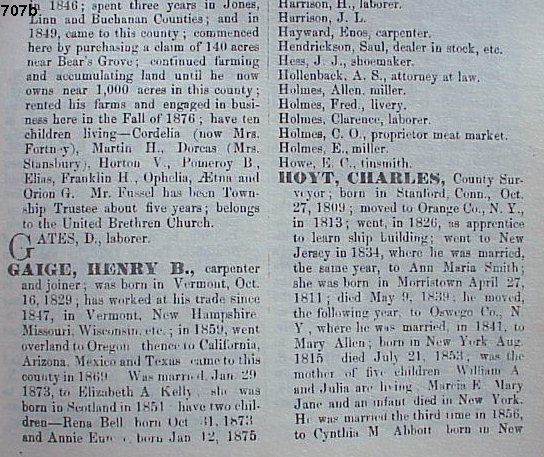 707b
in 1846; spent three years in Jones,
Linn and Buchanan Counties; and in
1849, came to this county; commenced
here by purchasing a claim of 140 acres
near Bear's Grove; continued farming
and accumulating land until he now
owns near 1,000 acres in this county;
rented his farms and engaged in busi-
ness here in the Fall of 1876; have ten
children living—Cordelia (now Mrs.
Fortney), Martin H., Dorcas (Mrs.
Stansbury), Horton V., Pomeroy B.,
Elias, Franklin H., Ophelia, Ætna and
Orion G. Mr. Fussel has been Town-
ship Trustee about five years; belongs
to the United Brethren Church.
GATES, D., laborer.
GAIGE, HENRY B., carpenter
and joiner; was born in Vermont, Oct.
16, 1829; has worked at his trade since
1847, in Vermont, New Hampshire
Missouri, Wisconsin, etc.; in 1859, went
overland to Oregon thence to California,
Arizona, Mexico and Texas came to this
county in 1869 Was married, Jan. 29
1873, to Elizabeth A. Kelly, she was
born in Scotland in 1851 have two chil-
dren—Rena Bell born Oct 31, 1873
and Annie born Jan 12, 1875
Harrison, H., laborer.
Harrison, J. L.
Hayward, Enos, carpenter.
Hendrickson, Saul, dealer in stock, etc.
Hess, J. J., shoemaker.
Hollenback, A. S., attorney at law.
Holmes, Allen, miller.
Holmes, Fred., livery.
Holmes, Clarence, laborer.
Holmes, C. O., proprietor meat market.
Holmes, E., miller.
Howe, E. C., tinsmith.
HOYT, CHARLES, County Sur-
veyor; born in Stanford, Conn., Oct.
27, 1809; moved to Orange Co., N. Y.,
in 1813; went, in 1826, as apprentice
to learn ship building; went to New
Jersey in 1834, where he was married,
the same year, to Ann Maria Smith;
she was born in Morristown April 27,
1811; died May 9, 1839; he moved,
the following year, to Oswego Co., N.
Y., where he was married, in 1841, to
Mary Allen; born in New York Aug.
1815 died July 21, 1853; was the
mother of five children William A
and Julia are living Marcia E Mary
Jane and an infant died in New York.
He was married the third time in 1856,
to Cynthia M Abbott born in New